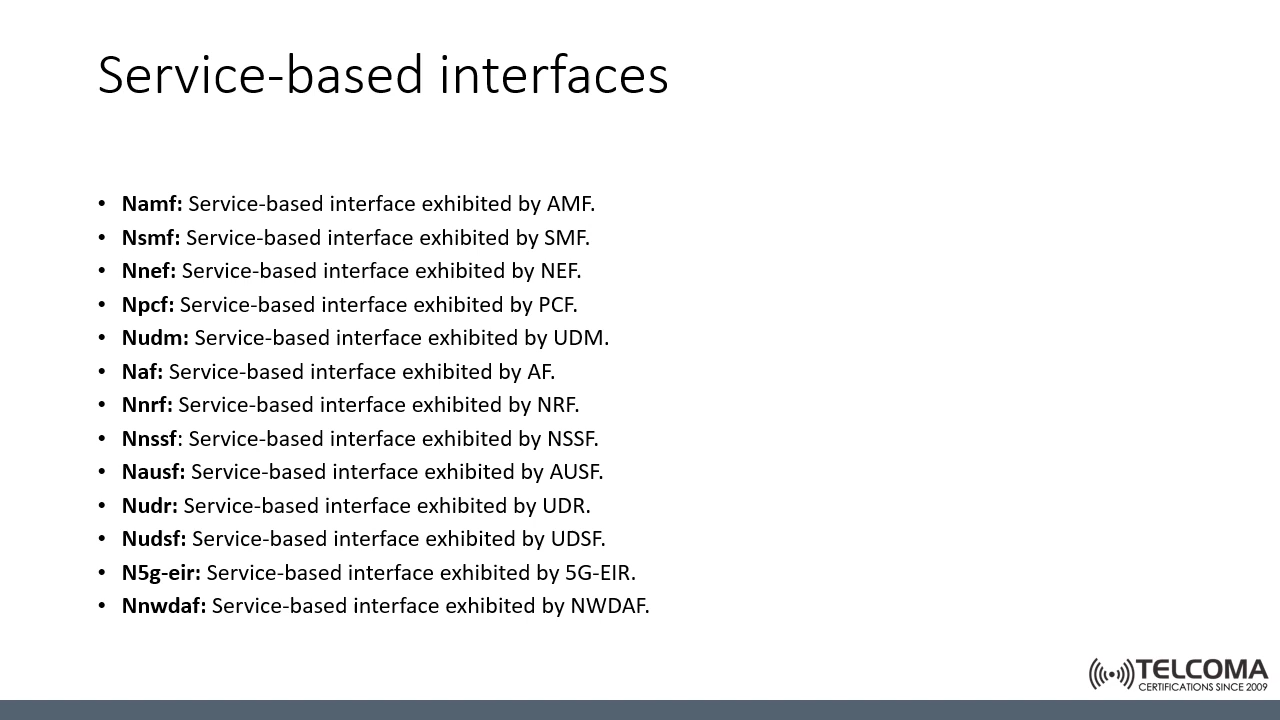 Service-based interfaces
• Namf: Service-based interface exhibited by AMF.
• Nsmf: Service-based interface exhibited by SMF.
• Nnef: Service-based interface exhibited by NEF.
• Npcf: Service-based interface exhibited by PCF.
• Nudm: Service-based interface exhibited by UDM.
• Naf: Service-based interface exhibited by AF.
• Nnrf: Service-based interface exhibited by NRF.
• Nnssf: Service-based interface exhibited by NSSF.
• Nausf: Service-based interface exhibited by AUSF.
• Nudr: Service-based interface exhibited by UDR.
• Nudsf: Service-based interface exhibited by UDSF.
• N5g-eir: Service-based interface exhibited by 5G-EIR.
• Nnwdaf: Service-based interface exhibited by NWDAF.
TELCOMA
CERTIFICATIONS SINCE 2009